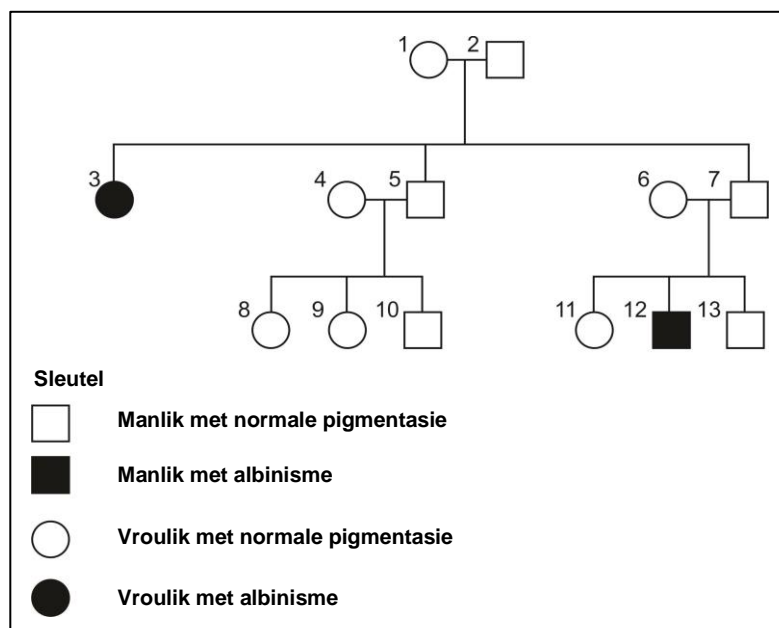 1 2
3 4 5 6 7
8 9 10 11 12 13
Sleutel
Manlik met normale pigmentasie
Manlik met albinisme
Vroulik met normale pigmentasie
Vroulik met albinisme